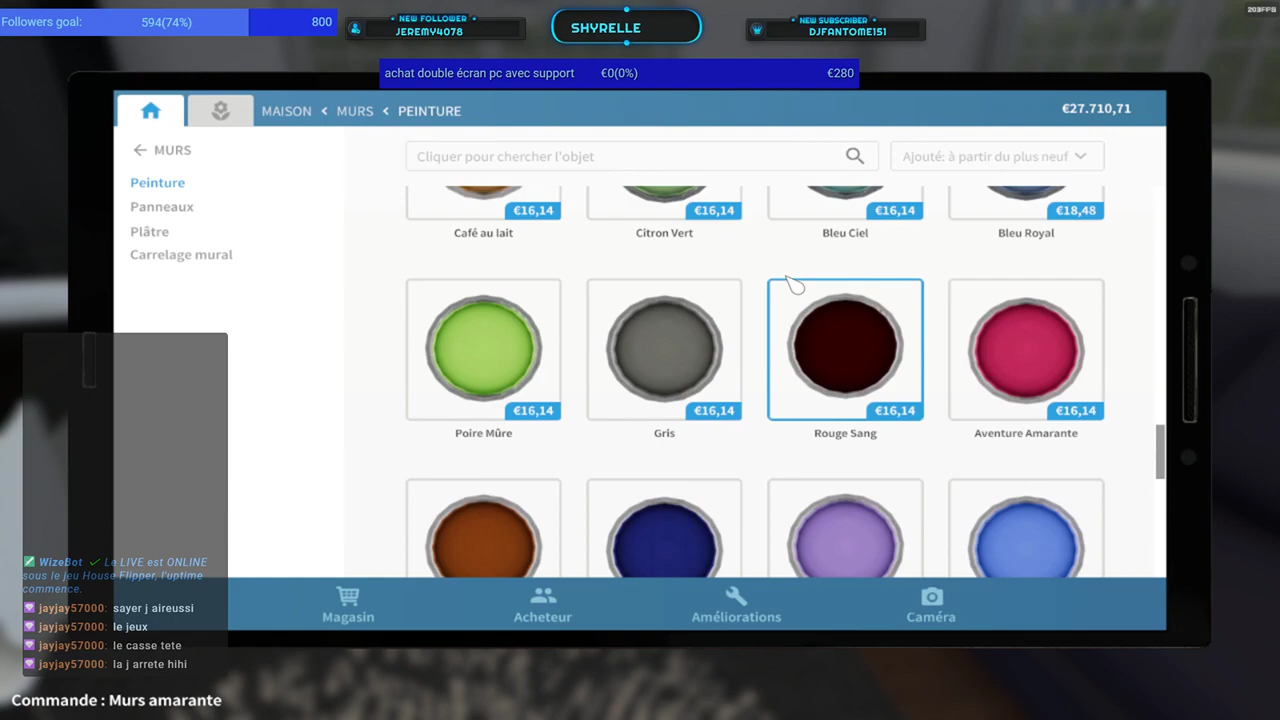 Followers goal:
594(74%)
800
NEW FOLLOWER
JEREMY4078
SHYRELLE
NEW SUBSCRIBER
DJFANTOME151
203FPS
achat double écran pc avec support
€0(0%)
€280
MAISON < MURS < PEINTURE
€27.710,71
MURS
Cliquer pour chercher l'objet
Ajouté: à partir du plus neuf
Peinture
Panneaux
Plâtre
Carrelage mural
€16,14
€16,14
€16,14
€18,48
Café au lait
Citron Vert
Bleu Ciel
Bleu Royal
€16,14
€16,14
€16,14
€16,14
Poire Mûre
Gris
Rouge Sang
Aventure Amarante
WizeBot ✓ Le LIVE est ONLINE
sous le jeu House Flipper, l'uptime
commence.
jayjay57000: sayer j aireussi
jayjay57000: le jeux
jayjay57000: le casse tete
jayjay57000: la j arrete hihi
Magasin
Acheteur
Améliorations
Caméra
Commande : Murs amarante